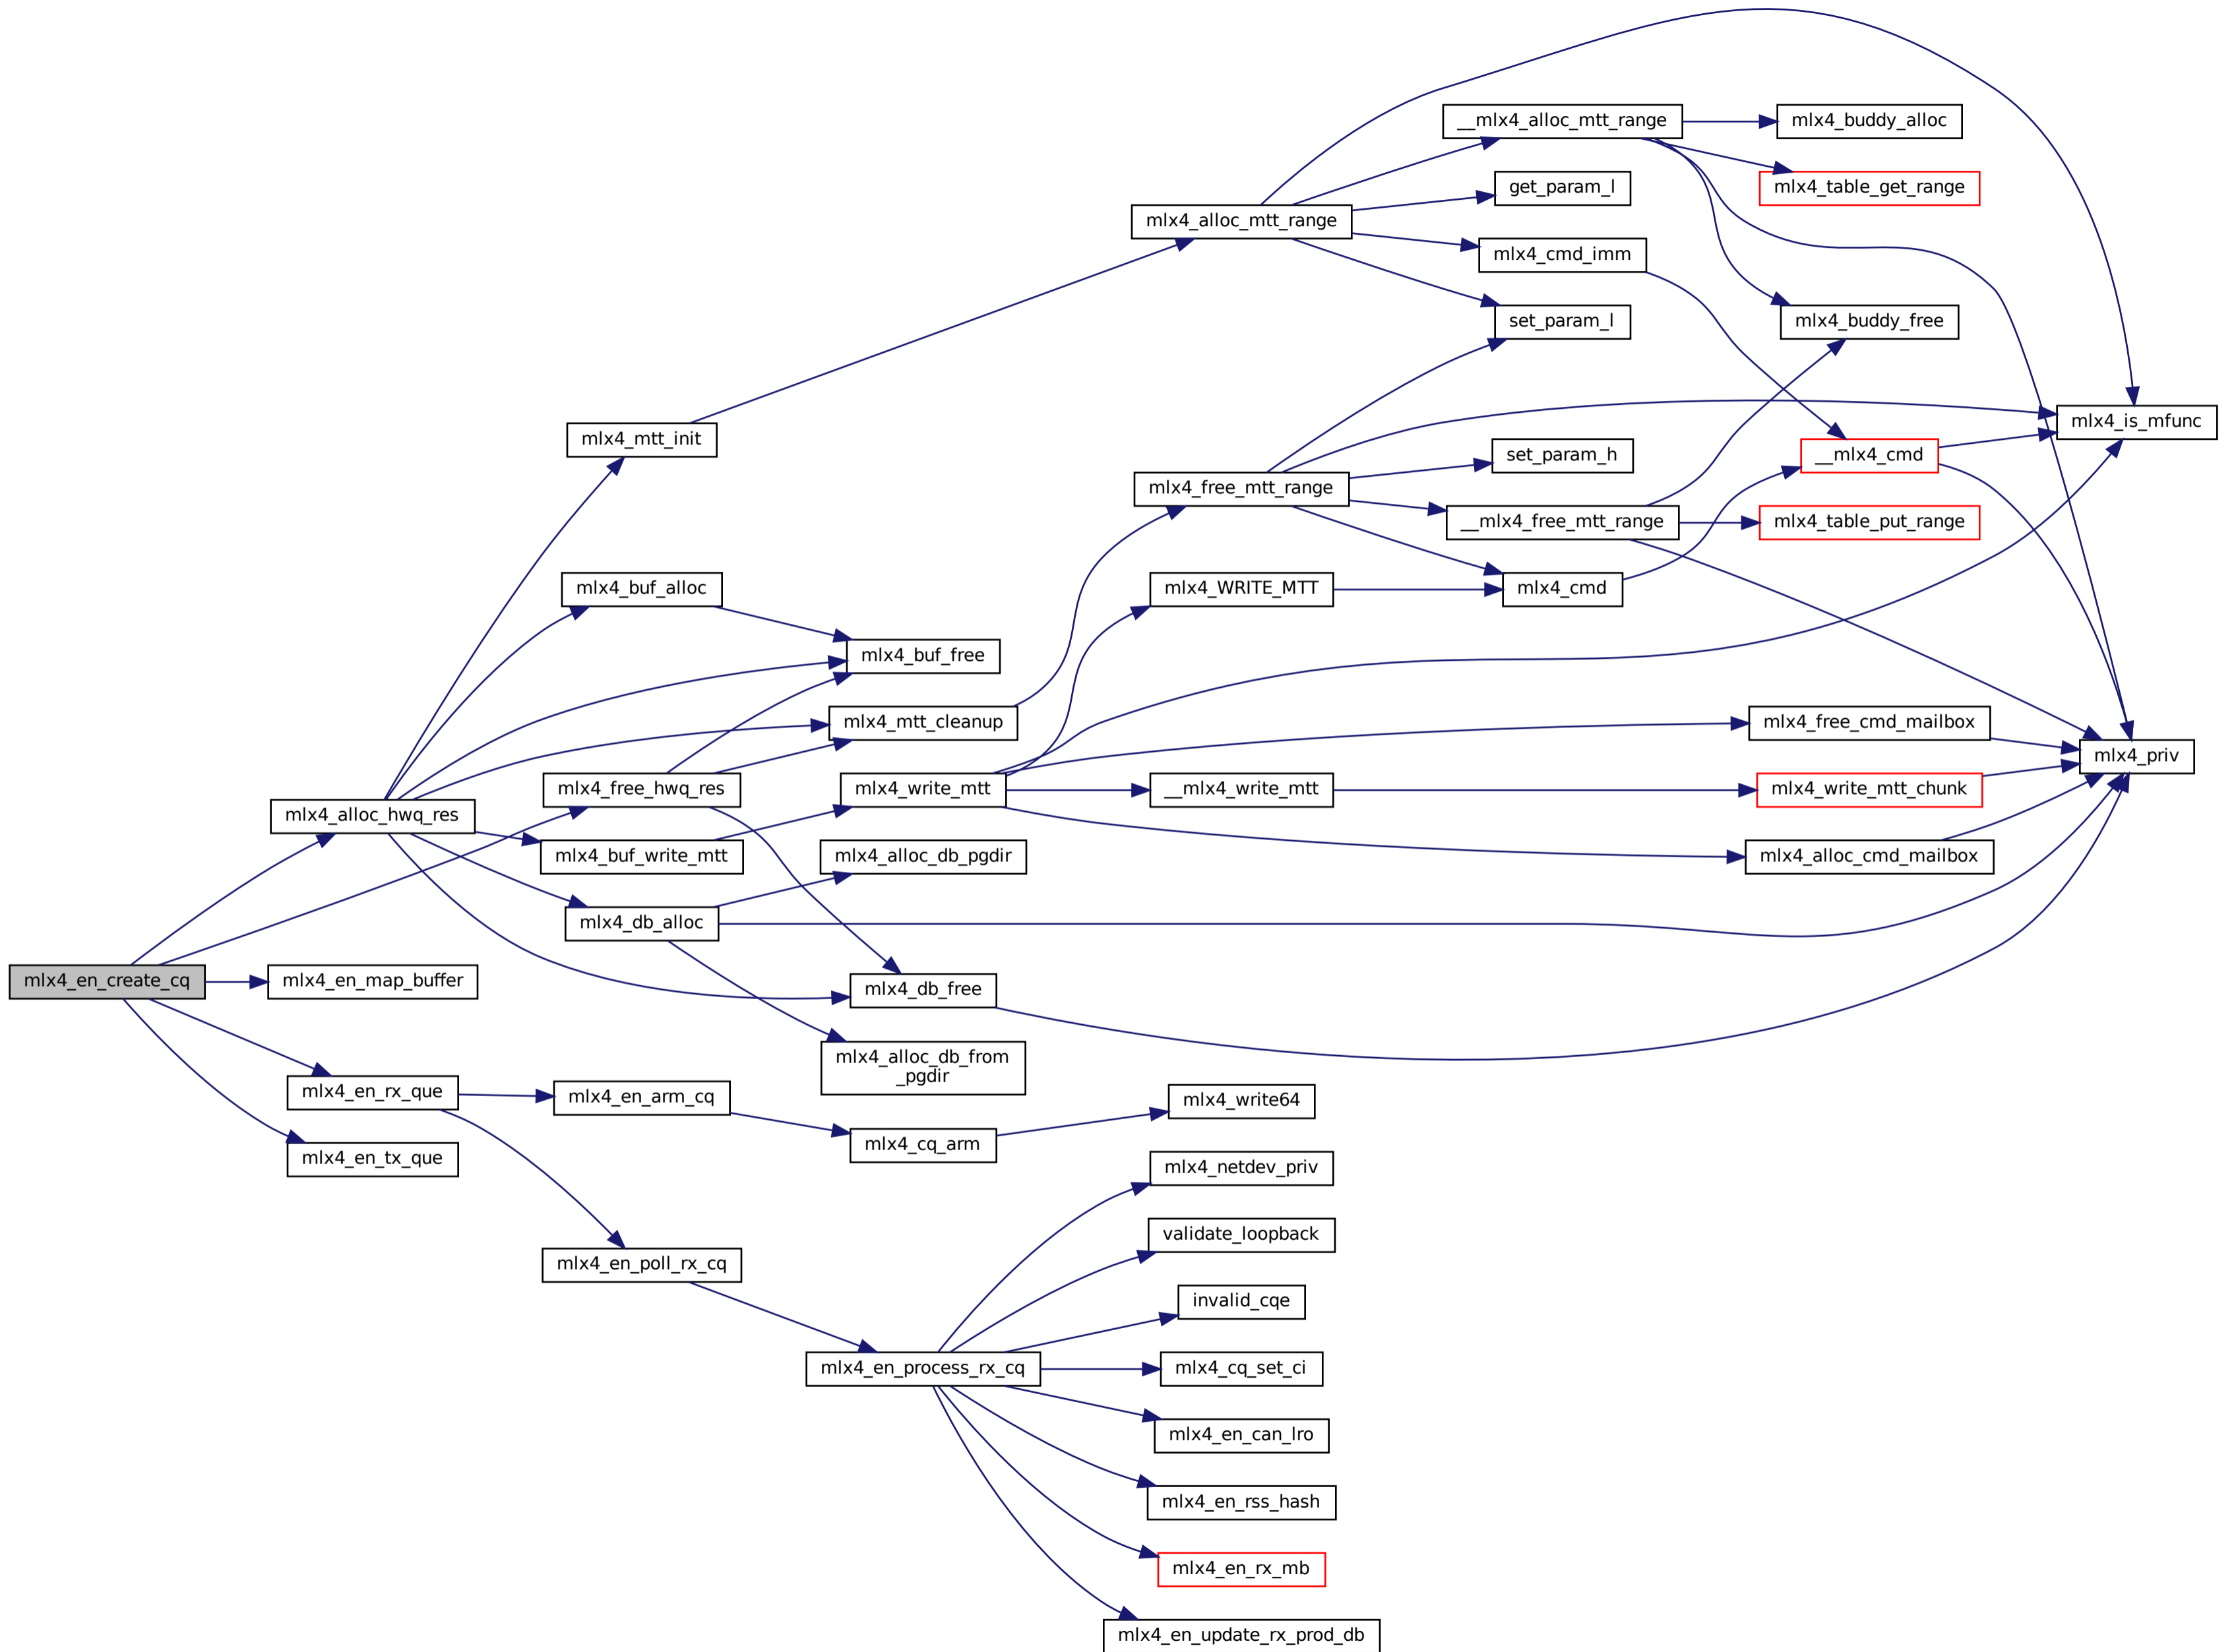 __mlx4_alloc_mtt_range
mlx4_buddy_alloc
get_param_l
mlx4_table_get_range
mlx4_alloc_mtt_range
mlx4_cmd_imm
set_param_l
mlx4_buddy_free
mlx4_mtt_init
mlx4_is_mfunc
set_param_h
__mlx4_cmd
mlx4_free_mtt_range
__mlx4_free_mtt_range
mlx4_table_put_range
mlx4_buf_alloc
mlx4_WRITE_MTT
mlx4_cmd
mlx4_buf_free
mlx4_mtt_cleanup
mlx4_free_cmd_mailbox
mlx4_priv
mlx4_free_hwq_res
mlx4_write_mtt
__mlx4_write_mtt
mlx4_write_mtt_chunk
mlx4_alloc_hwq_res
mlx4_buf_write_mtt
mlx4_alloc_db_pgdir
mlx4_alloc_cmd_mailbox
mlx4_db_alloc
mlx4_en_create_cq
mlx4_en_map_buffer
mlx4_db_free
mlx4_alloc_db_from
_pgdir
mlx4_en_rx_que
mlx4_en_arm_cq
mlx4_write64
mlx4_cq_arm
mlx4_en_tx_que
mlx4_netdev_priv
validate_loopback
mlx4_en_poll_rx_cq
invalid_cqe
mlx4_en_process_rx_cq
mlx4_cq_set_ci
mlx4_en_can_lro
mlx4_en_rss_hash
mlx4_en_rx_mb
mlx4_en_update_rx_prod_db